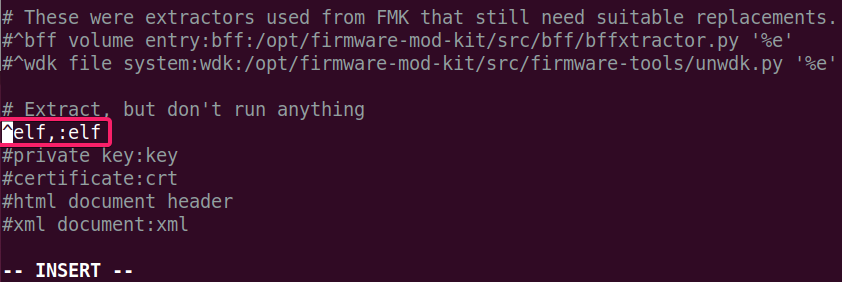 # These were extractors used from FMK that still need suitable replacements.
#^bff volume entry:bff:/opt/firmware-mod-kit/src/bff/bffxtractor.py '%e'
#^wdk file system:wdk:/opt/firmware-mod-kit/src/firmware-tools/unwdk.py '%e'
# Extract, but don't run anything
^elf,:elf
#private key:key
#certificate:crt
#html document header
#xml document:xml
-- INSERT --